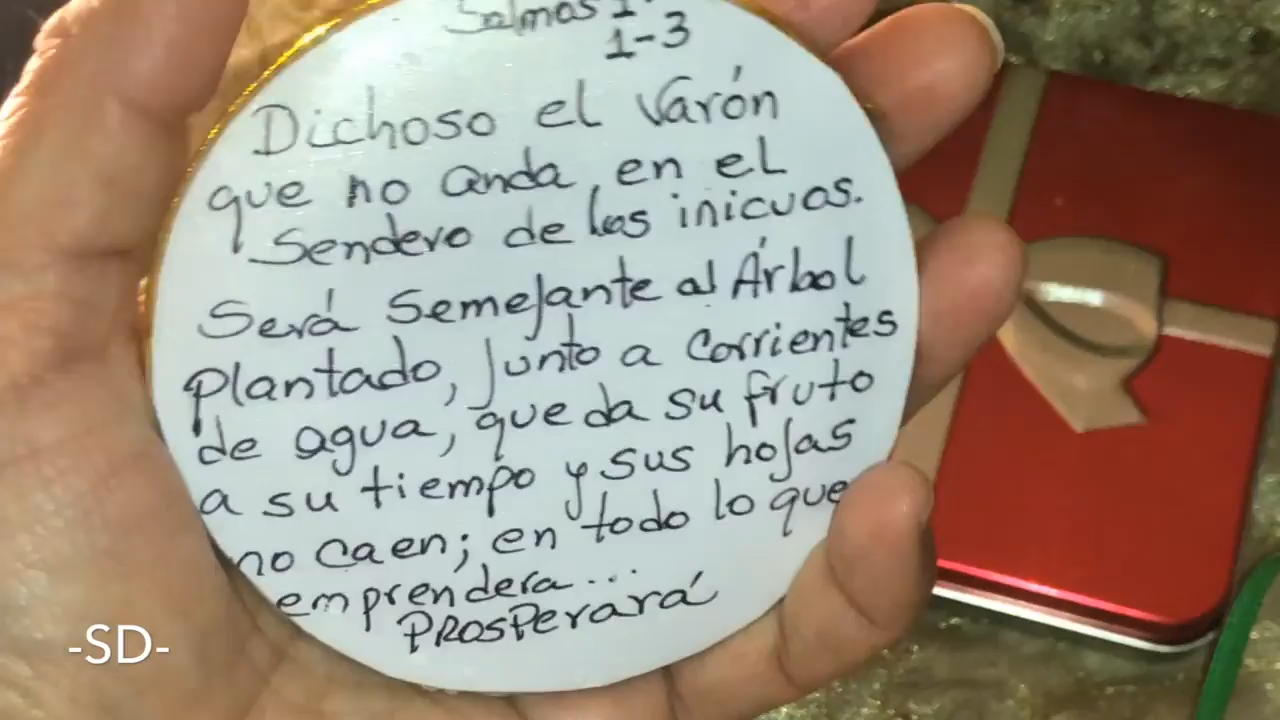 Salmos 1:
1-3
Dichoso el Varón
que no anda, en el
Sendero de los inicuos.
Será Semejante al Árbol
plantado, junto a corrientes
de agua, que da su fruto
a su tiempo y sus hojas
no caen; en todo lo que
emprendera...
PROSPerará
-SD-